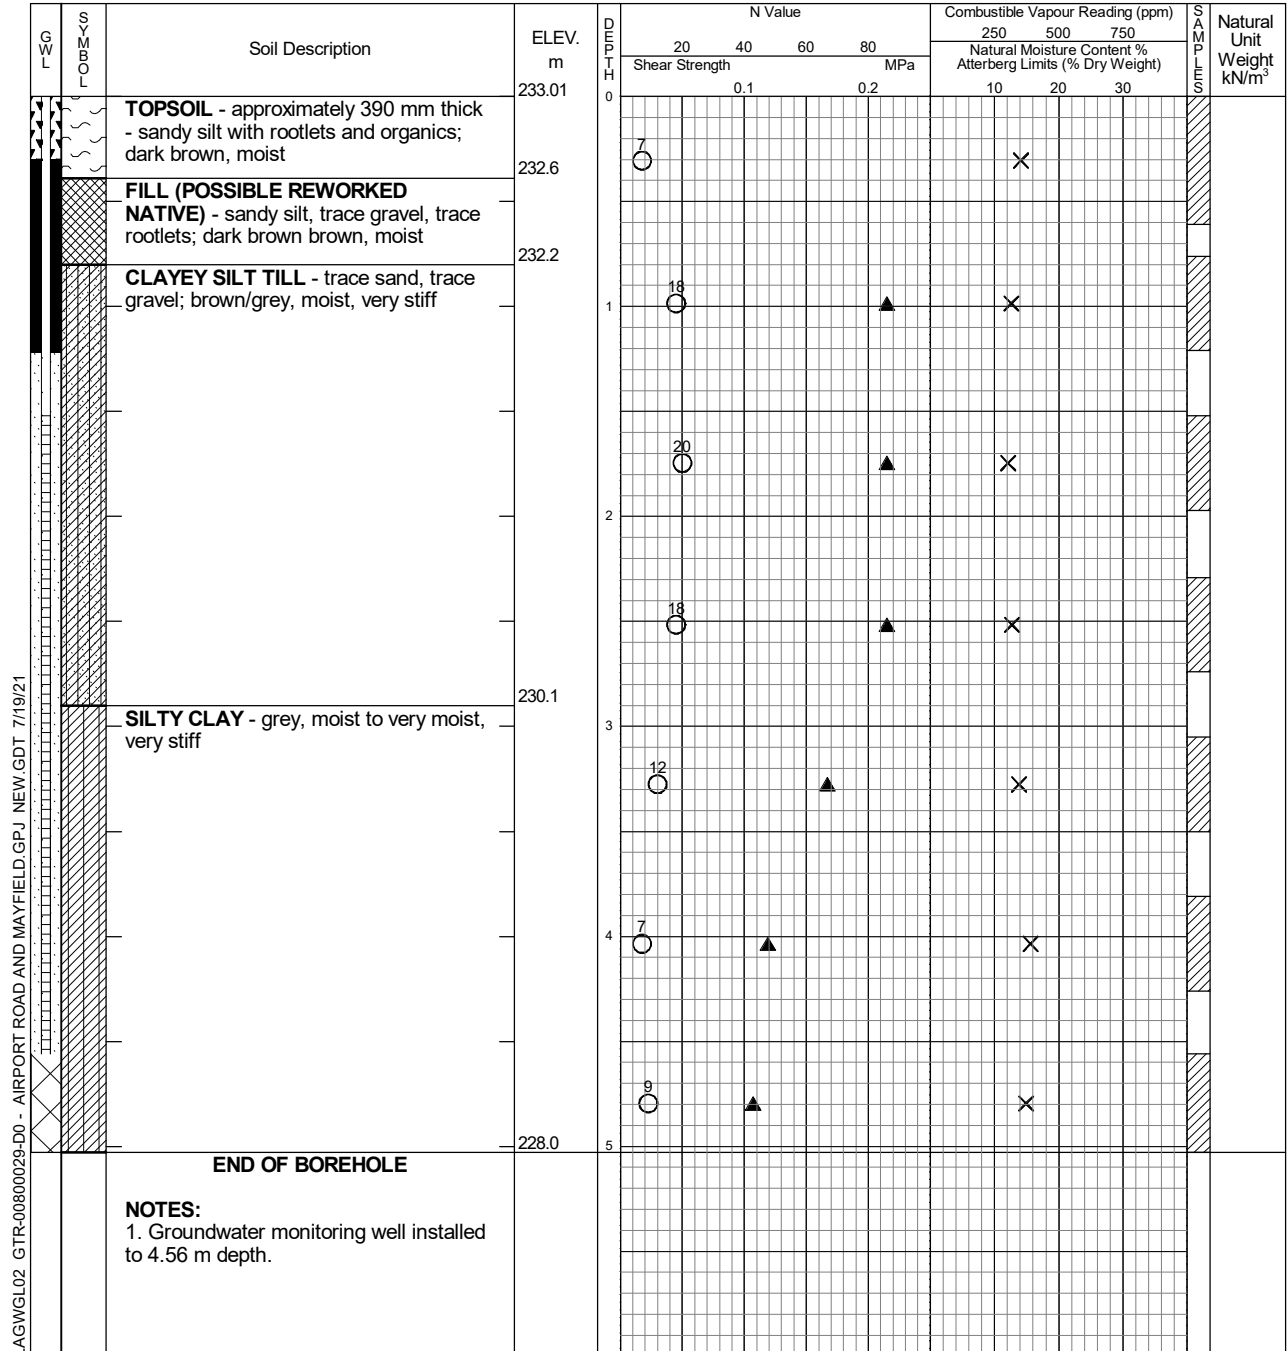 GWL
SYMBOL
Soil Description
ELEV.
m
233.01
DEPTH
N Value
20 40 60 80
Shear Strength MPa
0.1 0.2
Combustible Vapour Reading (ppm)
250 500 750
Natural Moisture Content %
Atterberg Limits (% Dry Weight)
10 20 30
SAMPLES
Natural
Unit
Weight
kN/m³
0
TOPSOIL - approximately 390 mm thick
- sandy silt with rootlets and organics;
dark brown, moist
7
232.6
FILL (POSSIBLE REWORKED
NATIVE) - sandy silt, trace gravel, trace
rootlets; dark brown brown, moist
232.2
CLAYEY SILT TILL - trace sand, trace
gravel; brown/grey, moist, very stiff
18
1
20
2
18
230.1
SILTY CLAY - grey, moist to very moist,
very stiff
3
12
7
4
9
228.0
5
END OF BOREHOLE
NOTES:
1. Groundwater monitoring well installed
to 4.56 m depth.
AGWGL02 GTR-00800029-D0 - AIRPORT ROAD AND MAYFIELD.GPJ NEW.GDT 7/19/21